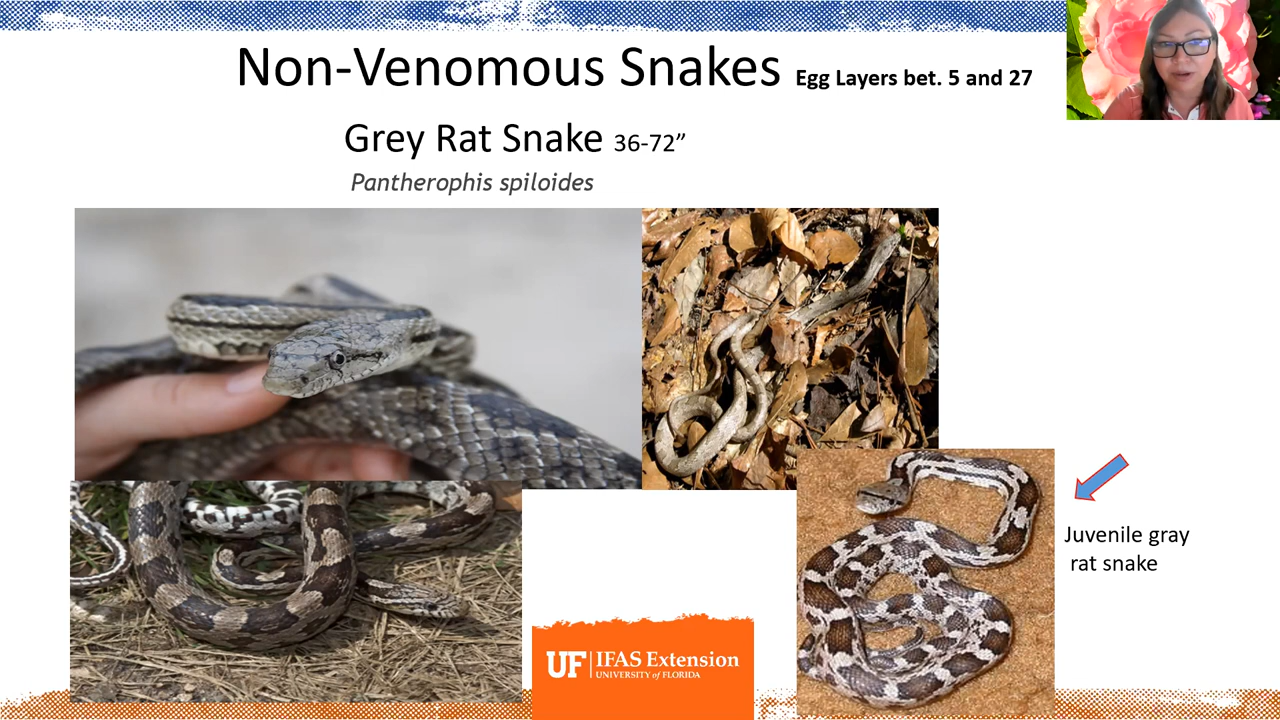 Non-Venomous Snakes Egg Layers bet. 5 and 27
Grey Rat Snake 36-72”
Pantherophis spiloides
Juvenile gray
rat snake
UF IFAS Extension
UNIVERSITY of FLORIDA